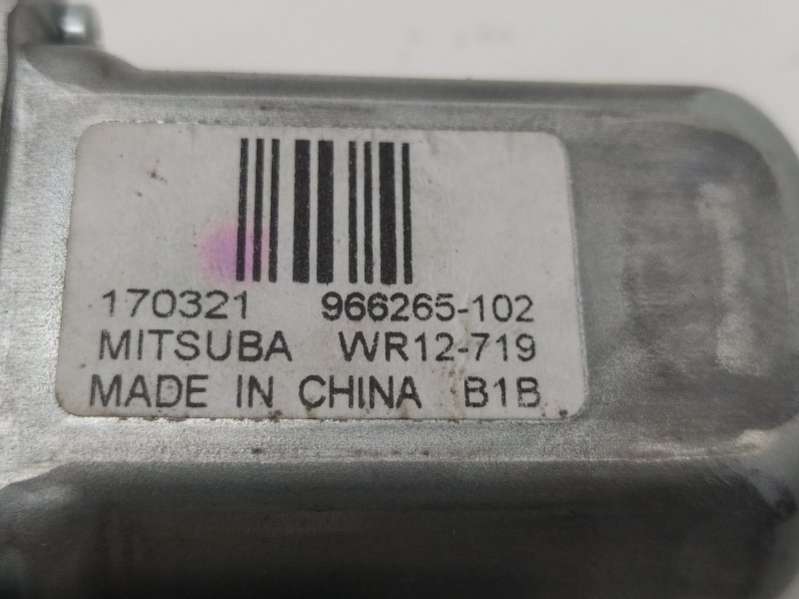 170321 966265-102
MITSUBA WR12-719
MADE IN CHINA B1B